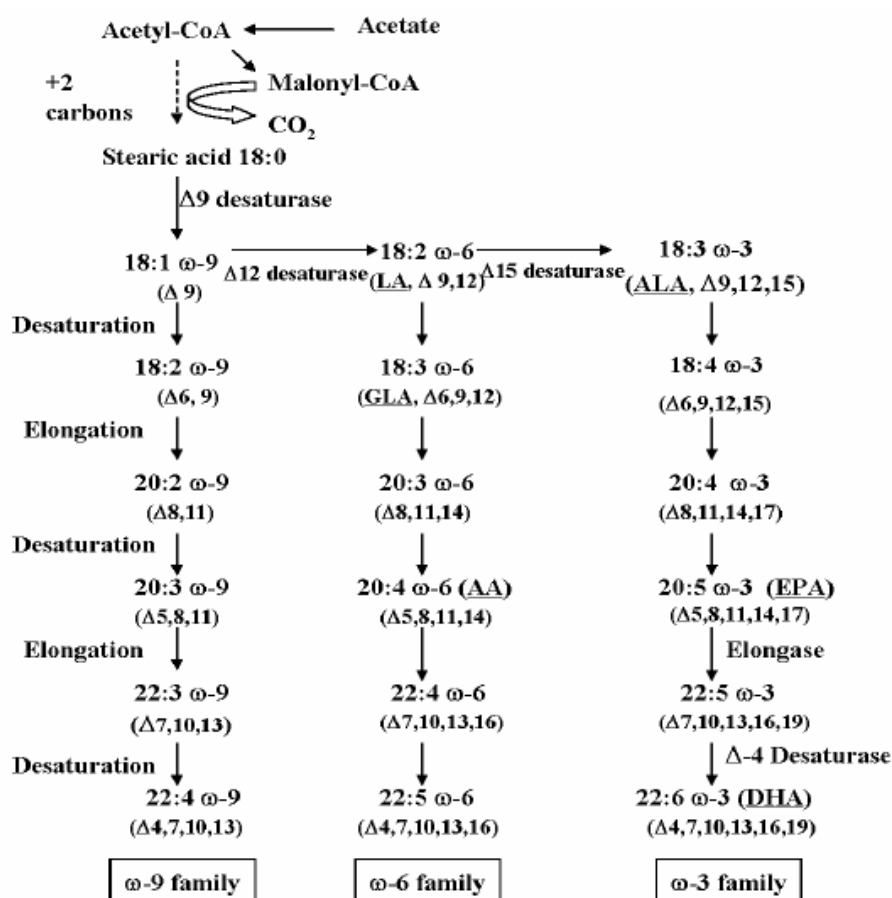 Acetyl-CoA Acetate
+2 carbons
Malonyl-CoA
CO2
Stearic acid 18:0
Δ9 desaturase
18:1 ω-9 Δ12 desaturase 18:2 ω-6 Δ15 desaturase 18:3 ω-3
(Δ 9) (LA, Δ 9,12) (ALA, Δ9,12,15)
Desaturation
18:2 ω-9 18:3 ω-6 18:4 ω-3
(Δ6, 9) (GLA, Δ6,9,12) (Δ6,9,12,15)
Elongation
20:2 ω-9 20:3 ω-6 20:4 ω-3
(Δ8,11) (Δ8,11,14) (Δ8,11,14,17)
Desaturation
20:3 ω-9 20:4 ω-6 (AA) 20:5 ω-3 (EPA)
(Δ5,8,11) (Δ5,8,11,14) (Δ5,8,11,14,17)
Elongation Elongase
22:3 ω-9 22:4 ω-6 22:5 ω-3
(Δ7,10,13) (Δ7,10,13,16) (Δ7,10,13,16,19)
Desaturation Δ-4 Desaturase
22:4 ω-9 22:5 ω-6 22:6 ω-3 (DHA)
(Δ4,7,10,13) (Δ4,7,10,13,16) (Δ4,7,10,13,16,19)
ω-9 family ω-6 family ω-3 family